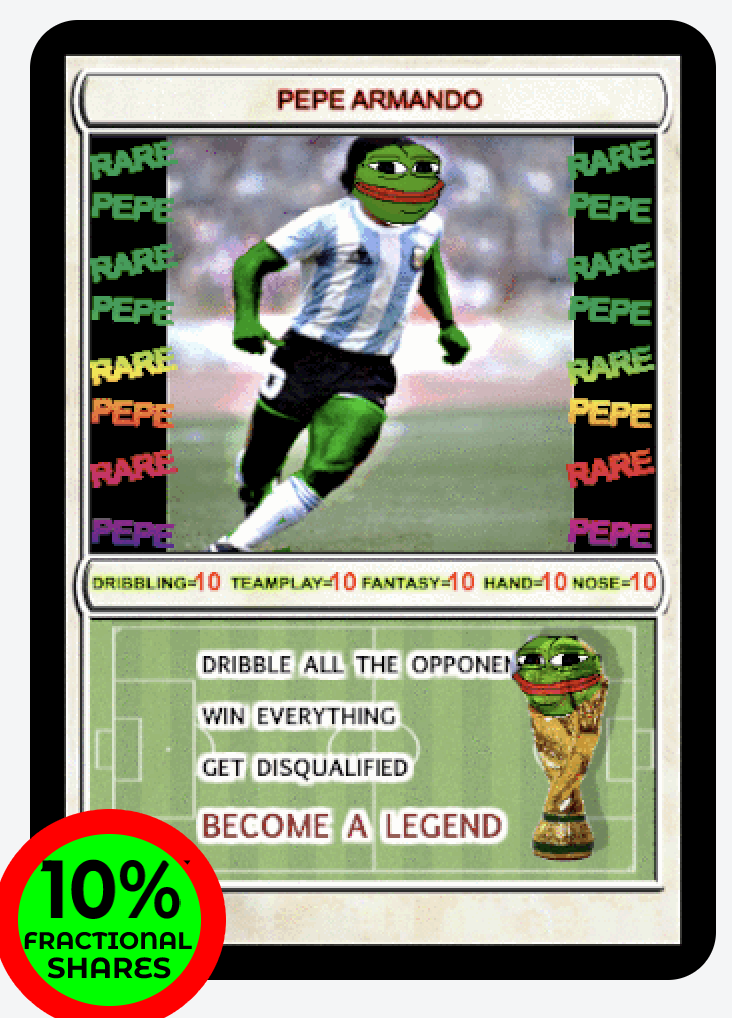 PEPE ARMANDO
RARE
PEPE
RARE
PEPE
RARE
PEPE
RARE
PEPE
RARE
PEPE
RARE
PEPE
RARE
PEPE
RARE
PEPE
0
DRIBBLING=10 TEAMPLAY=10 FANTASY=10 HAND=10 NOSE=10
DRIBBLE ALL THE OPPONEN
WIN EVERYTHING
GET DISQUALIFIED
BECOME A LEGEND
10%
FRACTIONAL
SHARES